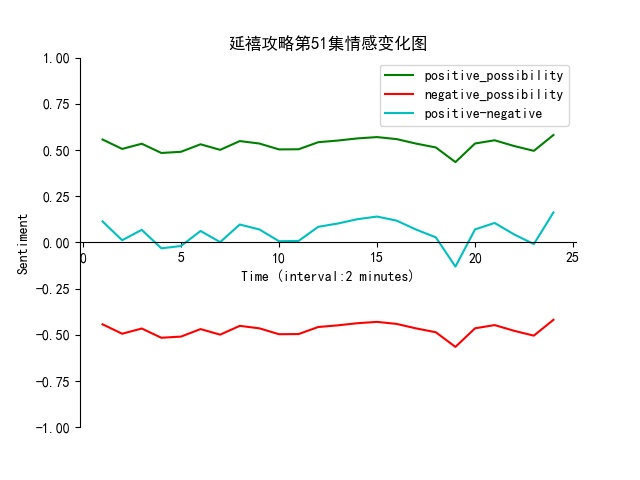 延禧攻略第51集情感变化图
1.00
0.75
0.50
0.25
0.00
−0.25
−0.50
−0.75
−1.00
Sentiment
positive_possibility
negative_possibility
positive-negative
0 5 10 15 20 25
Time (interval:2 minutes)